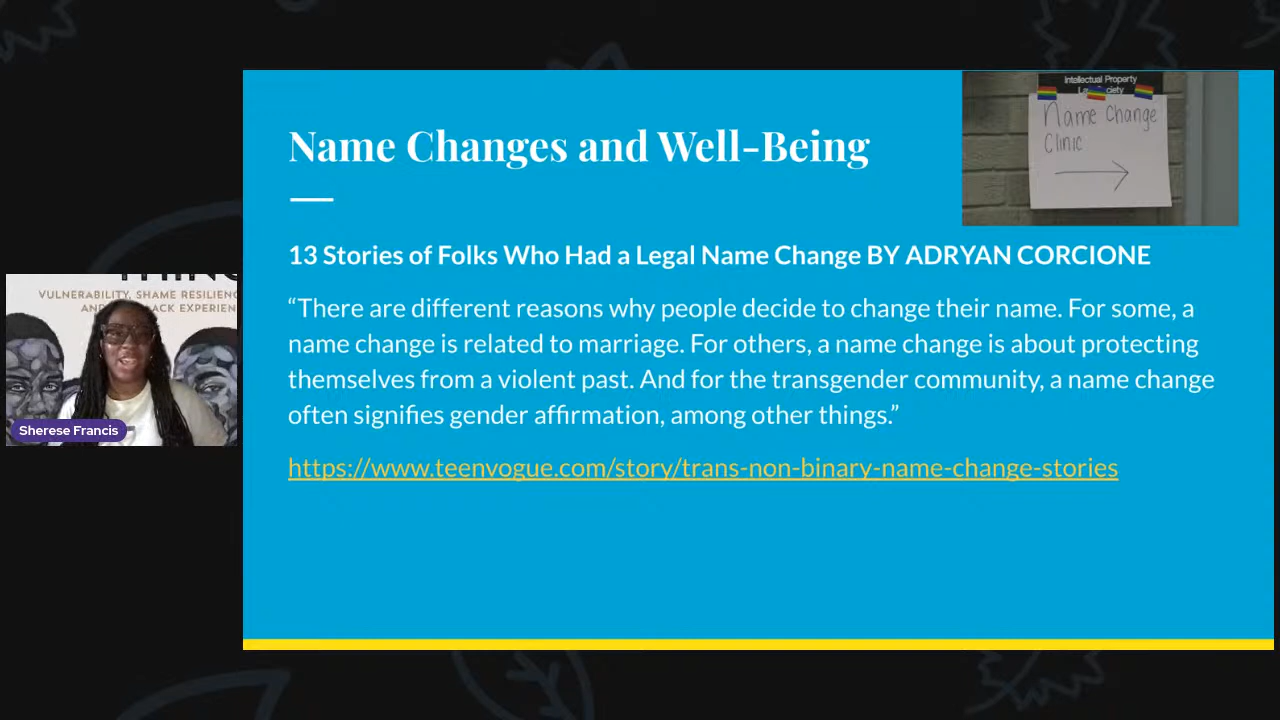 Intellectual Property
Name Change
Clinic
Name Changes and Well-Being
13 Stories of Folks Who Had a Legal Name Change BY ADRYAN CORCIONE
“There are different reasons why people decide to change their name. For some, a
name change is related to marriage. For others, a name change is about protecting
themselves from a violent past. And for the transgender community, a name change
often signifies gender affirmation, among other things.”
https://www.teenvogue.com/story/trans-non-binary-name-change-stories
VULNERABILITY, SHAME RESILIENC
Sherese Francis